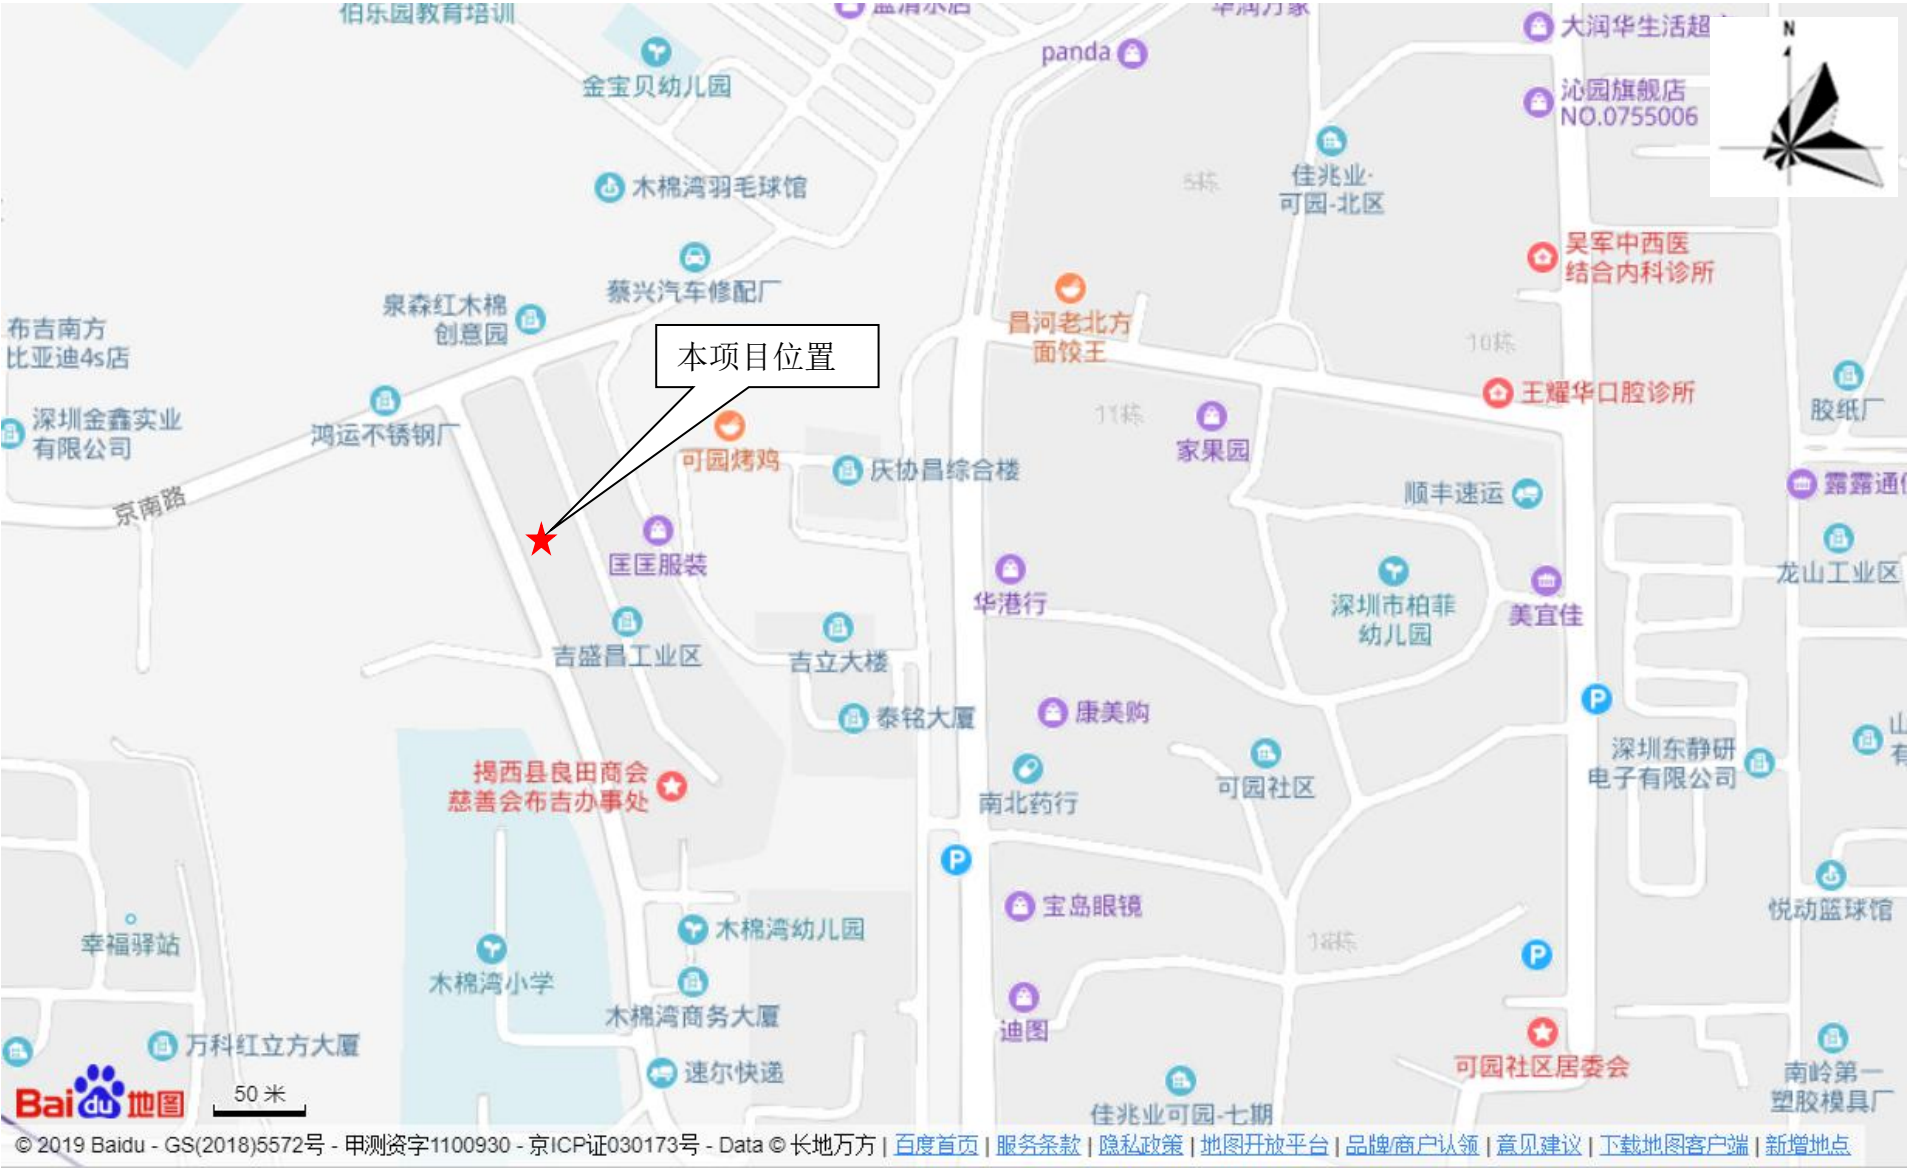 伯乐园教育培训
panda
大润华生活超
N
金宝贝幼儿园
沁园旗舰店
NO.0755006
木棉湾羽毛球馆
5栋
佳兆业·
可园-北区
吴军中西医
结合内科诊所
蔡兴汽车修配厂
泉森红木棉
创意园
昌河老北方
面饺王
10栋
布吉南方
比亚迪4s店
本项目位置
王耀华口腔诊所
胶纸厂
深圳金鑫实业
有限公司
鸿运不锈钢厂
11栋
家果园
可园烤鸡
庆协昌综合楼
顺丰速运
露露通信
京南路
匡匡服装
华港行
深圳市柏菲
幼儿园
美宜佳
龙山工业区
吉盛昌工业区
吉立大楼
泰铭大厦
康美购
揭西县良田商会
慈善会布吉办事处
南北药行
可园社区
深圳东静研
电子有限公司
山
有
P
P
宝岛眼镜
悦动篮球馆
幸福驿站
木棉湾幼儿园
18栋
P
木棉湾小学
木棉湾商务大厦
迪图
万科红立方大厦
速尔快递
可园社区居委会
南岭第一
塑胶模具厂
佳兆业可园-七期
Bai du 地图
50 米
© 2019 Baidu - GS(2018)5572号 - 甲测资字1100930 - 京ICP证030173号 - Data © 长地万方 | 百度首页 | 服务条款 | 隐私政策 | 地图开放平台 | 品牌/商户认领 | 意见建议 | 下载地图客户端 | 新增地点